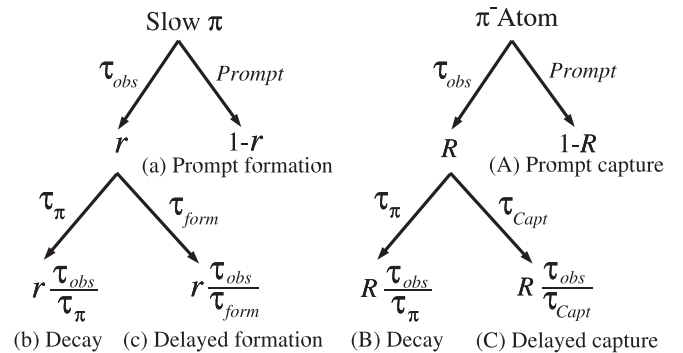 Slow π
π⁻Atom
τobs
Prompt
τobs
Prompt
r
1-r
R
1-R
(a) Prompt formation
(A) Prompt capture
τπ
τform
τπ
τCapt
r τobs/τπ
r τobs/τform
R τobs/τπ
R τobs/τCapt
(b) Decay
(c) Delayed formation
(B) Decay
(C) Delayed capture